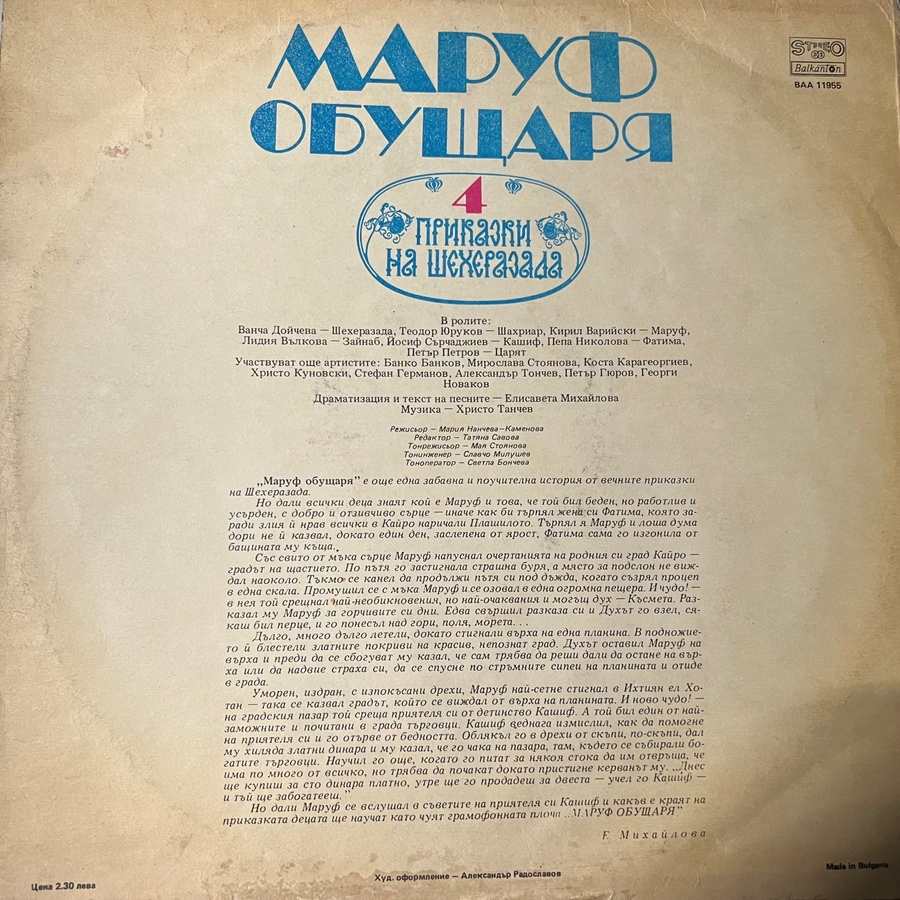 МАРУФ
ОБУЩАРЯ
STEREO
Balkanton
ВАА 11955
4
ПРИКАЗКИ
НА ШЕХЕРАЗАДА
В ролите:
Ванча Дойчева — Шехеразада, Теодор Юруков — Шахриар, Кирил Варийски — Маруф,
Лидия Вълкова — Зайнаб, Йосиф Сърчаджиев — Кашиф, Пепа Николова — Фатима,
Петър Петров — Царят
Участвуват още артистите: Банко Банков, Мирослава Стоянова, Коста Карагеоргиев,
Христо Куновски, Стефан Германов, Александър Тончев, Петър Гюров, Георги
Новаков
Драматизация и текст на песните — Елисавета Михайлова
Музика — Христо Танчев
Режисьор — Мария Нанчева-Каменова
Редактор — Татяна Савова
Тонрежисьор — Мая Стоянова
Тонинженер — Славчо Милушев
Тоноператор — Светла Бончева
„Маруф обущаря" е още една забавна и поучителна история от вечните приказки
на Шехеразада.
Но дали всички деца знаят кой е Маруф и това, че той бил беден, но работлив и
усърден, с добро и отзивчиво сърце — иначе как би търпял жена си Фатима, която за-
ради злия ѝ нрав всички в Кайро наричали Плашилото. Търпял я Маруф и лоша дума
дори не ѝ казвал, докато един ден, заслепена от ярост, Фатима сама го изгонила от
бащината му къща.
Със свито от мъка сърце Маруф напуснал очертанията на родния си град Кайро —
градът на щастието. По пътя го застигнала страшна буря, а място за подслон не виж-
дал наоколо. Тъкмо се канел да продължи пътя си под дъжда, когато съзрял процеп
в една скала. Промушил се с мъка Маруф и се озовал в една огромна пещера. И чудо! —
в нея той срещнал най-необикновения, но най-очаквания и могъщ дух — Късмета. Раз-
казал му Маруф за горчивите си дни. Едва свършил разказа си и Духът го взел, ся-
каш бил перце, и го понесъл над гори, поля, морета...
Дълго, много дълго летели, докато стигнали върха на една планина. В подножие-
то ѝ блестели златните покриви на красив, непознат град. Духът оставил Маруф на
върха и преди да се сбогуват му казал, че сам трябва да реши дали да остане на вър-
ха или да надвие страха си, да се спусне по стръмните сипеи на планината и отиде
в града.
Уморен, издран, с изпокъсани дрехи, Маруф най-сетне стигнал в Ихтиян ел Хо-
тан — така се казвал градът, който се виждал от върха на планината. И ново чудо! —
на градския пазар той среща приятеля си от детинство Кашиф. А той бил един от най-
заможните и почитани в града търговци. Кашиф веднага измислил, как да помогне
на приятеля си и го отърве от бедността. Облякъл го в дрехи от скъпи, по-скъпи, дал
му хиляда златни динара и му казал, че го чака на пазара, там, където се събирали бо-
гатите търговци. Научил го още, когато го питат за някоя стока да им отвръща, че
има по много от всичко, но трябва да почакат докато пристигне керванът му. „Днес
ще купиш за сто динара платно, утре ще го продадеш за двеста — учел го Кашиф —
и тъй ще забогатееш."
Но дали Маруф се вслушал в съветите на приятеля си Кашиф и какъв е краят на
приказката децата ще научат като чуят грамофонната плоча „МАРУФ ОБУЩАРЯ"
Е. Михайлова
Худ. оформление — Александър Радославов
Made in Bulgaria
Цена 2.30 лева